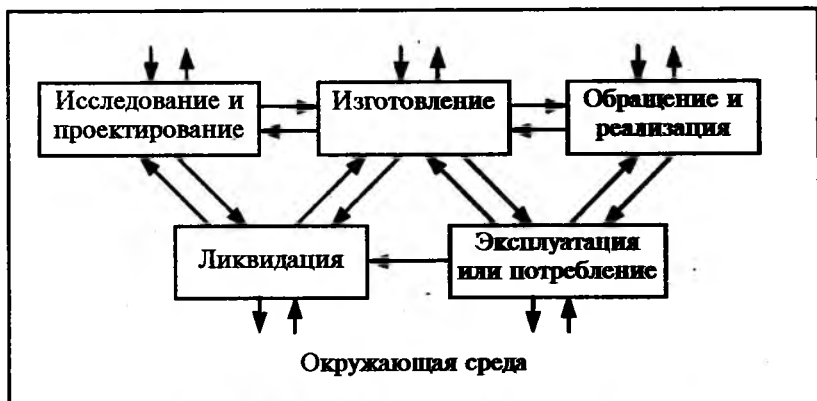 Исследование и
проектирование
Изготовление
Обращение и
реализация
Ликвидация
Эксплуатация
или потребление
Окружающая среда